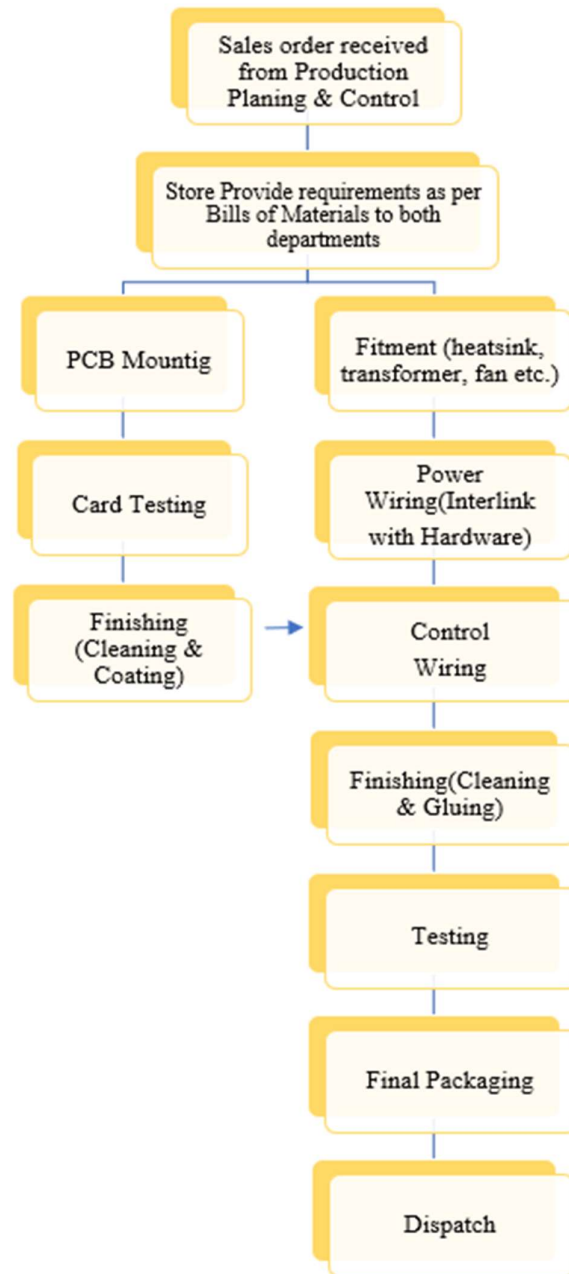 Sales order received
from Production
Planing & Control
Store Provide requirements as per
Bills of Materials to both
departments
PCB Mountig
Card Testing
Finishing
(Cleaning &
Coating)
Fitment (heatsink,
transformer, fan etc.)
Power
Wiring(Interlink
with Hardware)
Control
Wiring
Finishing(Cleaning
& Gluing)
Testing
Final Packaging
Dispatch